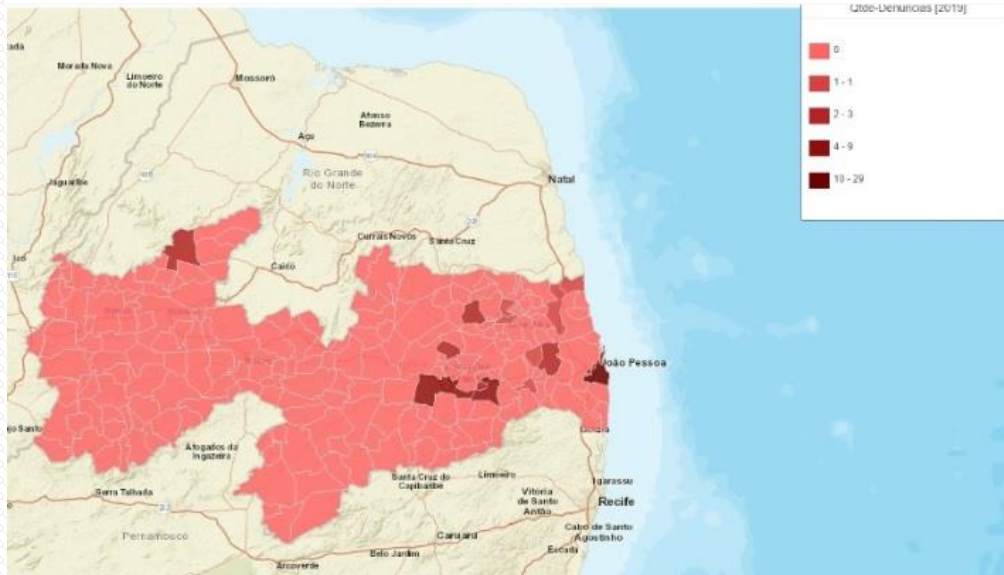 Qtde-Denuncias [2019]
0
1 - 1
2 - 3
4 - 9
10 - 29
Morada Nova
Limoeiro
do Norte
Mossoró
Afonso
Bezerra
Açu
Rio Grande
do Norte
Jaguaribe
Natal
Currais Novos
Santa Cruz
Icó
Caicó
João Pessoa
Goiana
Afogados da
Ingazeira
Serra Talhada
Santa Cruz do
Capibaribe
Limoeiro
Vitória
de Santo
Antão
Igarassu
Recife
Cabo de Santo
Agostinho
Pernambuco
Caruaru
Belo Jardim
Escada
Arcoverde